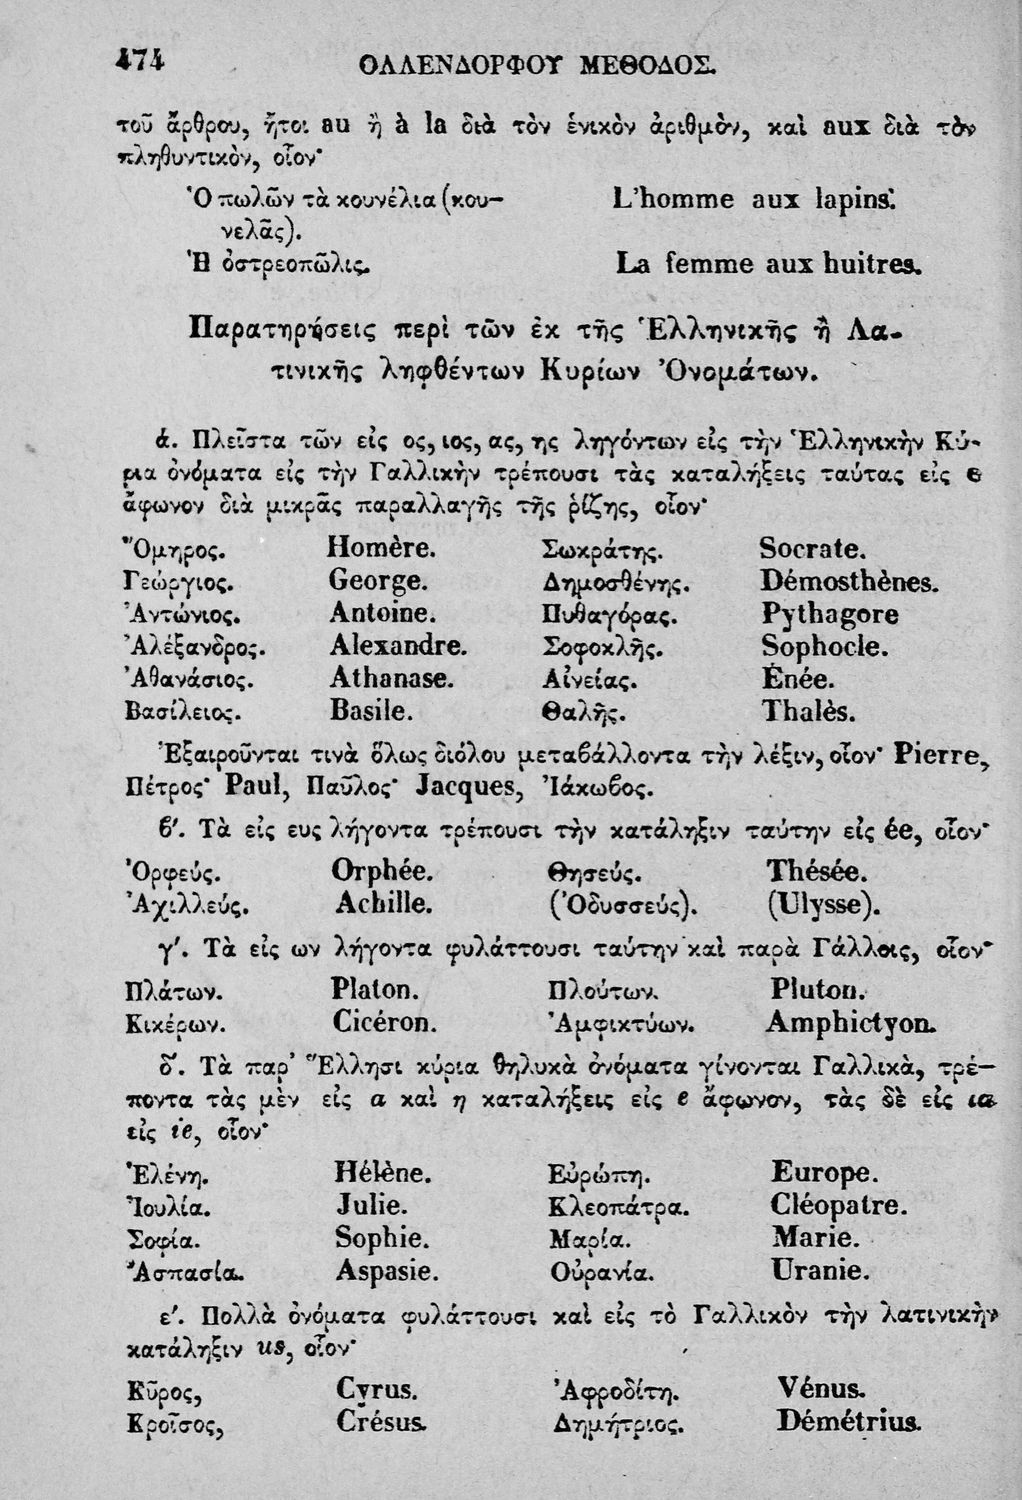 474 ΟΛΛΕΝΔΟΡΦΟΥ ΜΕΘΟΔΟΣ.
τοῦ ἄρθρου, ἤτοι au ἢ à la διὰ τὸν ἑνικὸν ἀριθμὸν, καὶ aux διὰ τὸν
πληθυντικὸν, οἷον·
Ὁ πωλῶν τὰ κουνέλια (κου- L'homme aux lapins.
νελᾶς).
Ἡ ὀστρεοπῶλις. La femme aux huitres.
Παρατηρήσεις περὶ τῶν ἐκ τῆς Ἑλληνικῆς ἢ Λα-
τινικῆς ληφθέντων Κυρίων Ὀνομάτων.
ά. Πλεῖστα τῶν εἰς ος, ιος, ας, ης ληγόντων εἰς τὴν Ἑλληνικὴν Κύ-
ρια ὀνόματα εἰς τὴν Γαλλικὴν τρέπουσι τὰς καταλήξεις ταύτας εἰς e
ἄφωνον διὰ μικρᾶς παραλλαγῆς τῆς ῥίζης, οἷον·
Ὅμηρος. Homère. Σωκράτης. Socrate.
Γεώργιος. George. Δημοσθένης. Démosthènes.
Ἀντώνιος. Antoine. Πυθαγόρας. Pythagore
Ἀλέξανδρος. Alexandre. Σοφοκλῆς. Sophocle.
Ἀθανάσιος. Athanase. Αἰνείας. Énée.
Βασίλειος. Basile. Θαλῆς. Thalès.
Ἐξαιροῦνται τινὰ ὅλως διόλου μεταβάλλοντα τὴν λέξιν, οἷον· Pierre,
Πέτρος· Paul, Παῦλος· Jacques, Ἰάκωβος.
β'. Τὰ εἰς ευς λήγοντα τρέπουσι τὴν κατάληξιν ταύτην εἰς ée, οἷον·
Ὀρφεύς. Orphée. Θησεύς. Thésée.
Ἀχιλλεύς. Achille. (Ὀδυσσεύς). (Ulysse).
γ'. Τὰ εἰς ων λήγοντα φυλάττουσι ταύτην καὶ παρὰ Γάλλοις, οἷον·
Πλάτων. Platon. Πλούτων. Pluton.
Κικέρων. Cicéron. Ἀμφικτύων. Amphictyon.
δ'. Τὰ παρ' Ἕλλησι κύρια θηλυκὰ ὀνόματα γίνονται Γαλλικὰ, τρέ-
ποντα τὰς μὲν εἰς α καὶ η καταλήξεις εἰς e ἄφωνον, τὰς δὲ εἰς ια
εἰς ie, οἷον·
Ἑλένη. Hélène. Εὐρώπη. Europe.
Ἰουλία. Julie. Κλεοπάτρα. Cléopatre.
Σοφία. Sophie. Μαρία. Marie.
Ἀσπασία. Aspasie. Οὐρανία. Uranie.
ε'. Πολλὰ ὀνόματα φυλάττουσι καὶ εἰς τὸ Γαλλικὸν τὴν λατινικὴν
κατάληξιν us, οἷον·
Κῦρος, Cyrus. Ἀφροδίτη. Vénus.
Κροῖσος, Crésus. Δημήτριος. Démétrius.